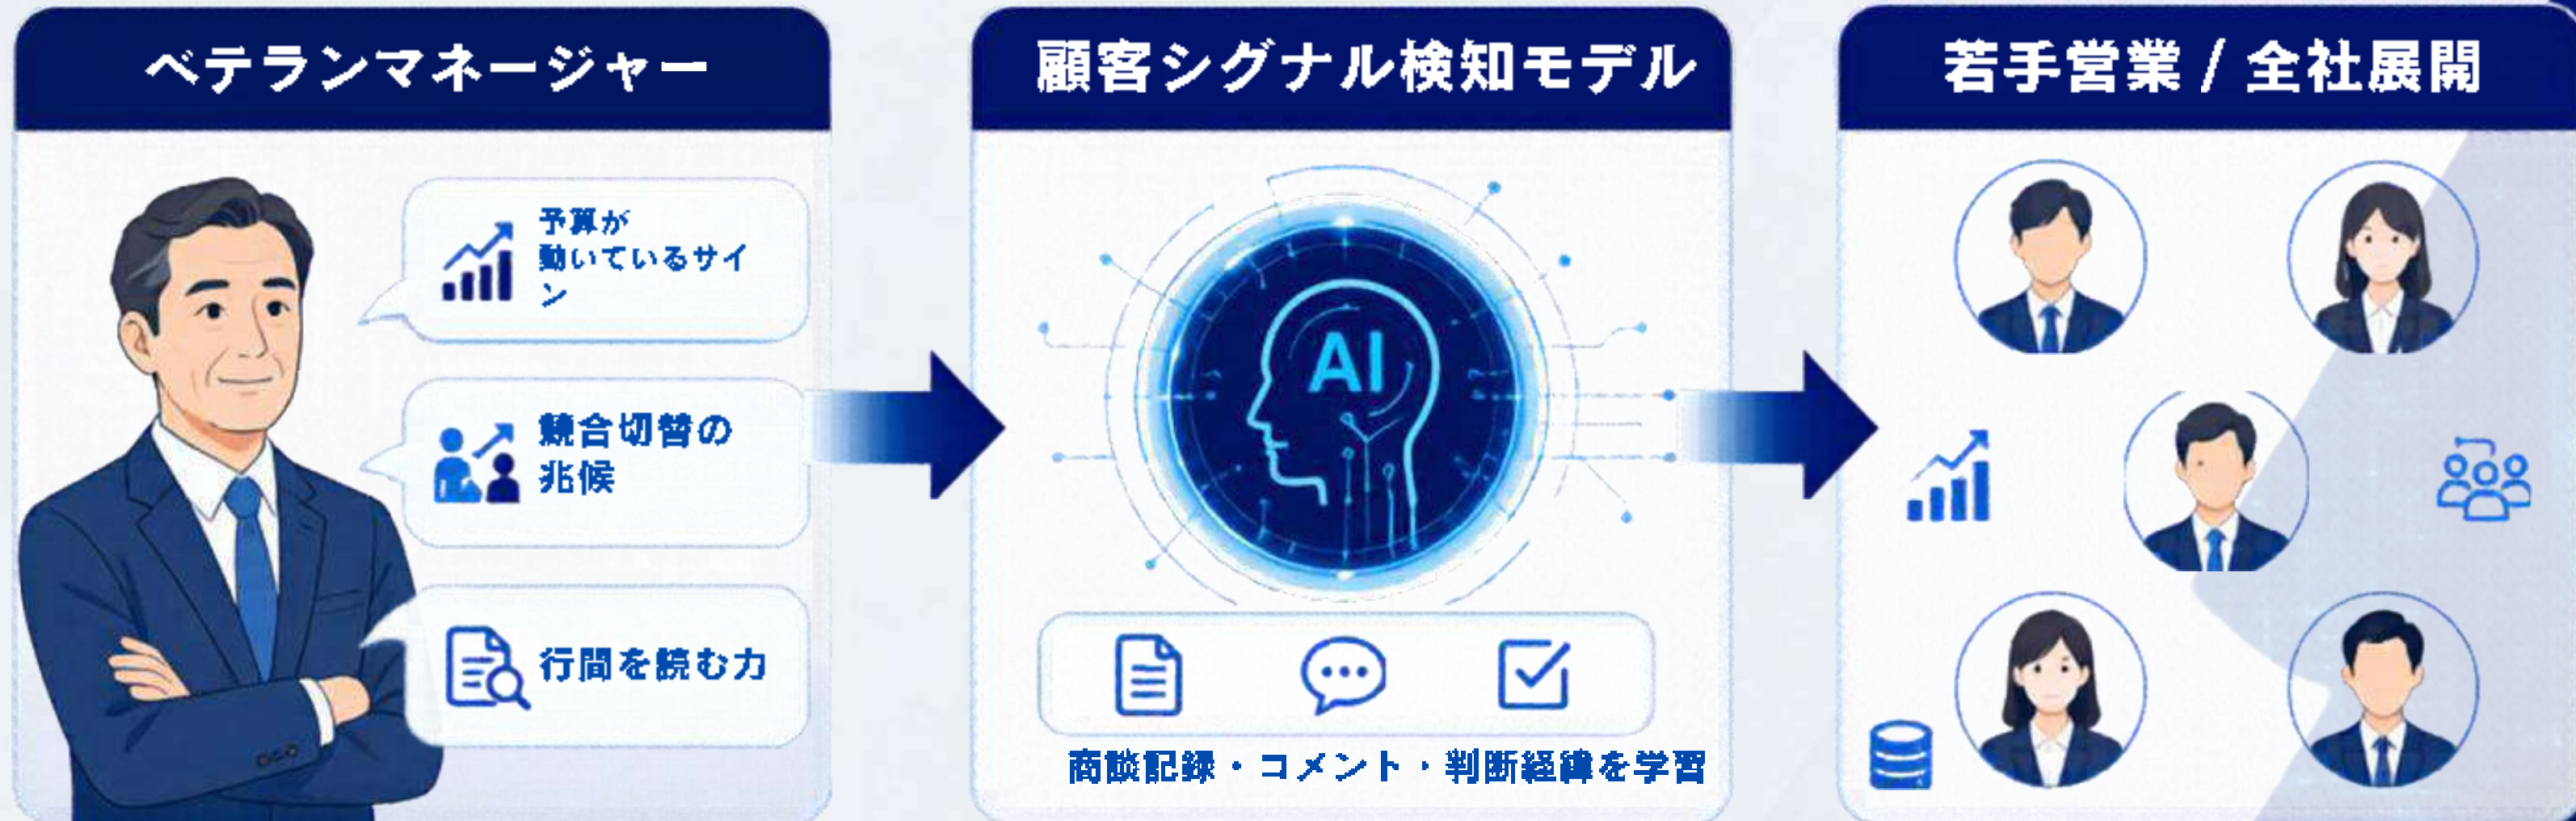 ベテランマネージャー
予算が
動いているサイ
ン
競合切替の
兆候
行間を読む力
顧客シグナル検知モデル
AI
商談記録・コメント・判断経緯を学習
若手営業 / 全社展開